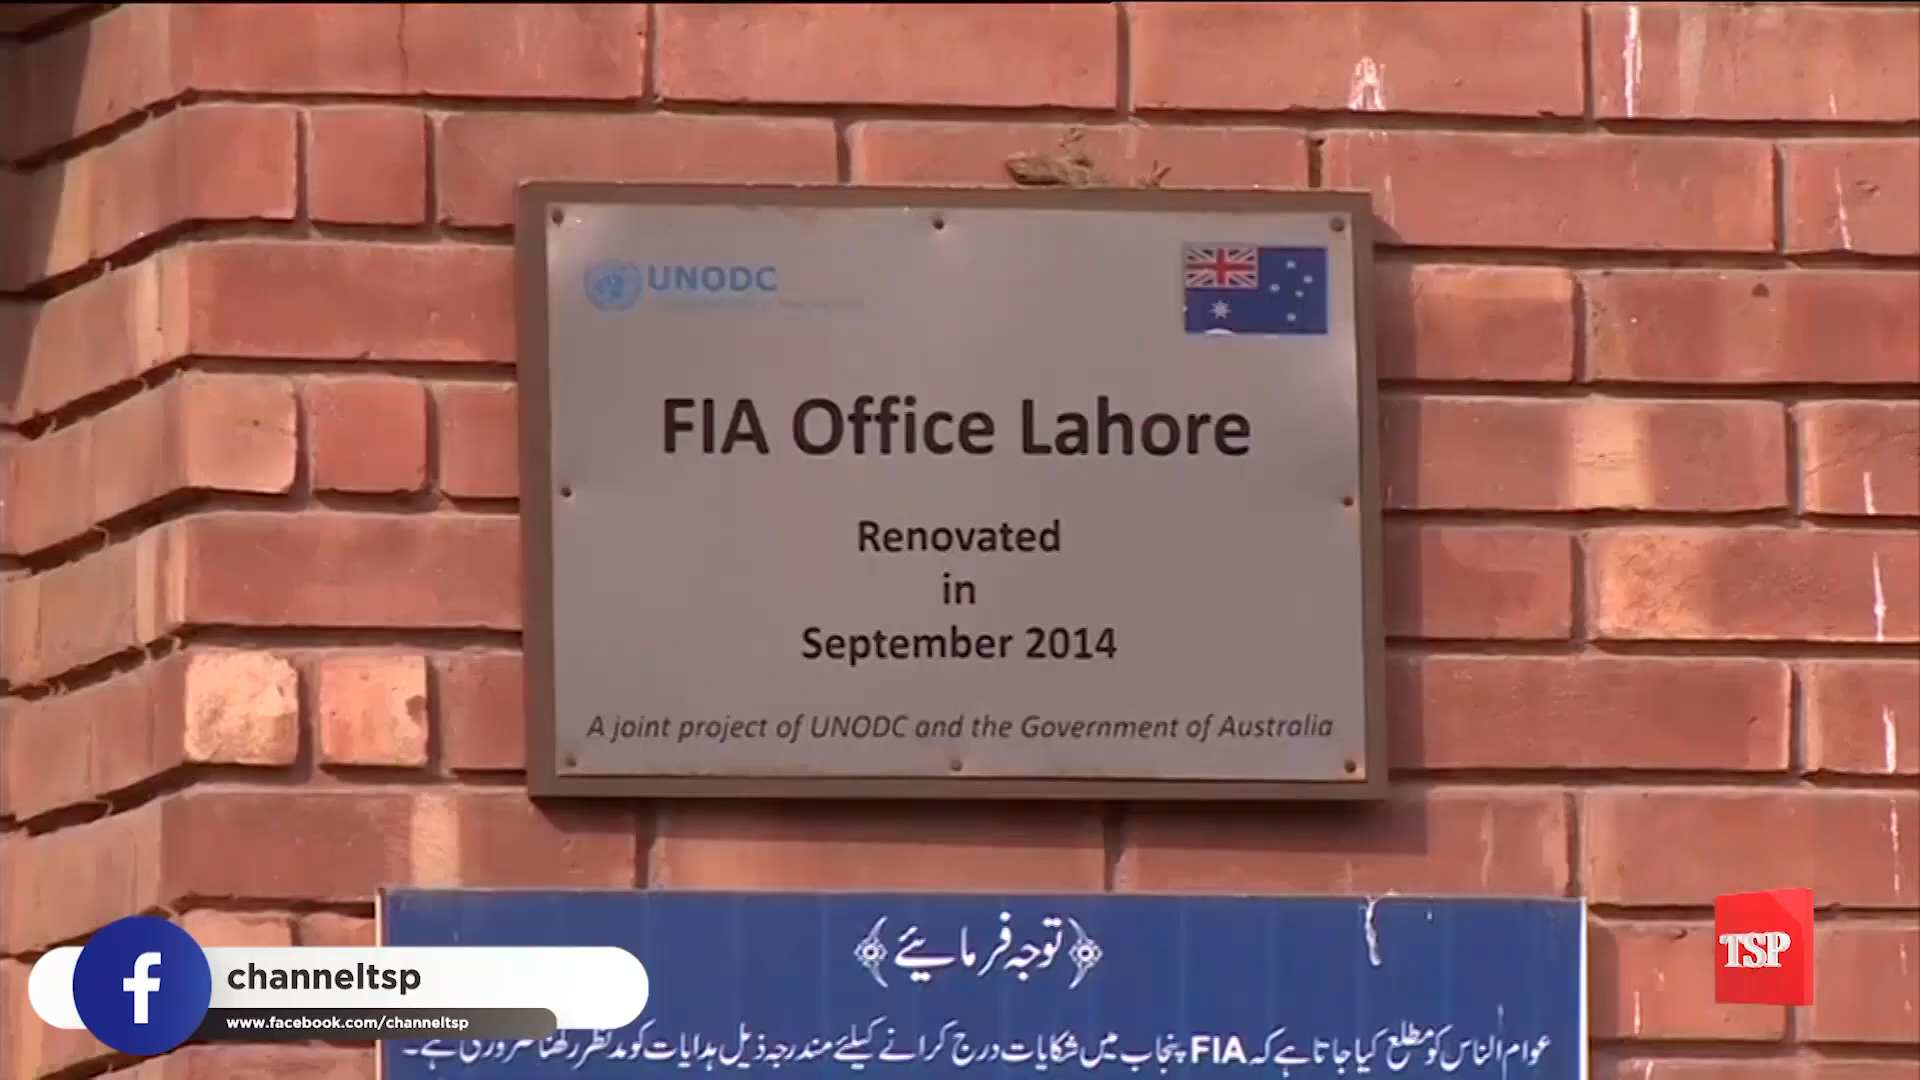 UNODC
FIA Office Lahore
Renovated
in
September 2014
A joint project of UNODC and the Government of Australia
توجہ فرمائیے
عوام الناس کو مطلع کیا جاتا ہے کہ FIA پنجاب میں شکایات درج کرانے کیلئے مندرجہ ذیل ہدایات کو مدنظر رکھنا ضروری ہے۔
channeltsp
www.facebook.com/channeltsp
TSP